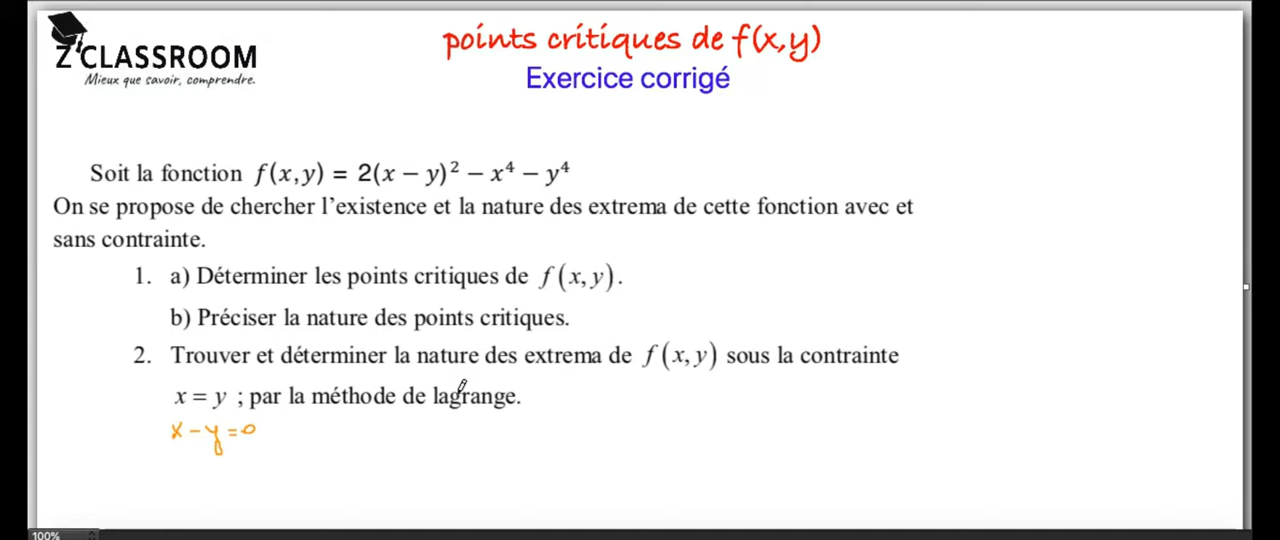 points critiques de f(x,y)
Z'CLASSROOM
Mieux que savoir, comprendre.
Exercice corrigé
Soit la fonction f(x,y) = 2(x − y)² − x⁴ − y⁴
On se propose de chercher l’existence et la nature des extrema de cette fonction avec et
sans contrainte.
1. a) Déterminer les points critiques de f(x,y).
b) Préciser la nature des points critiques.
2. Trouver et déterminer la nature des extrema de f(x,y) sous la contrainte
x = y ; par la méthode de lagrange.
x − y = 0
100%